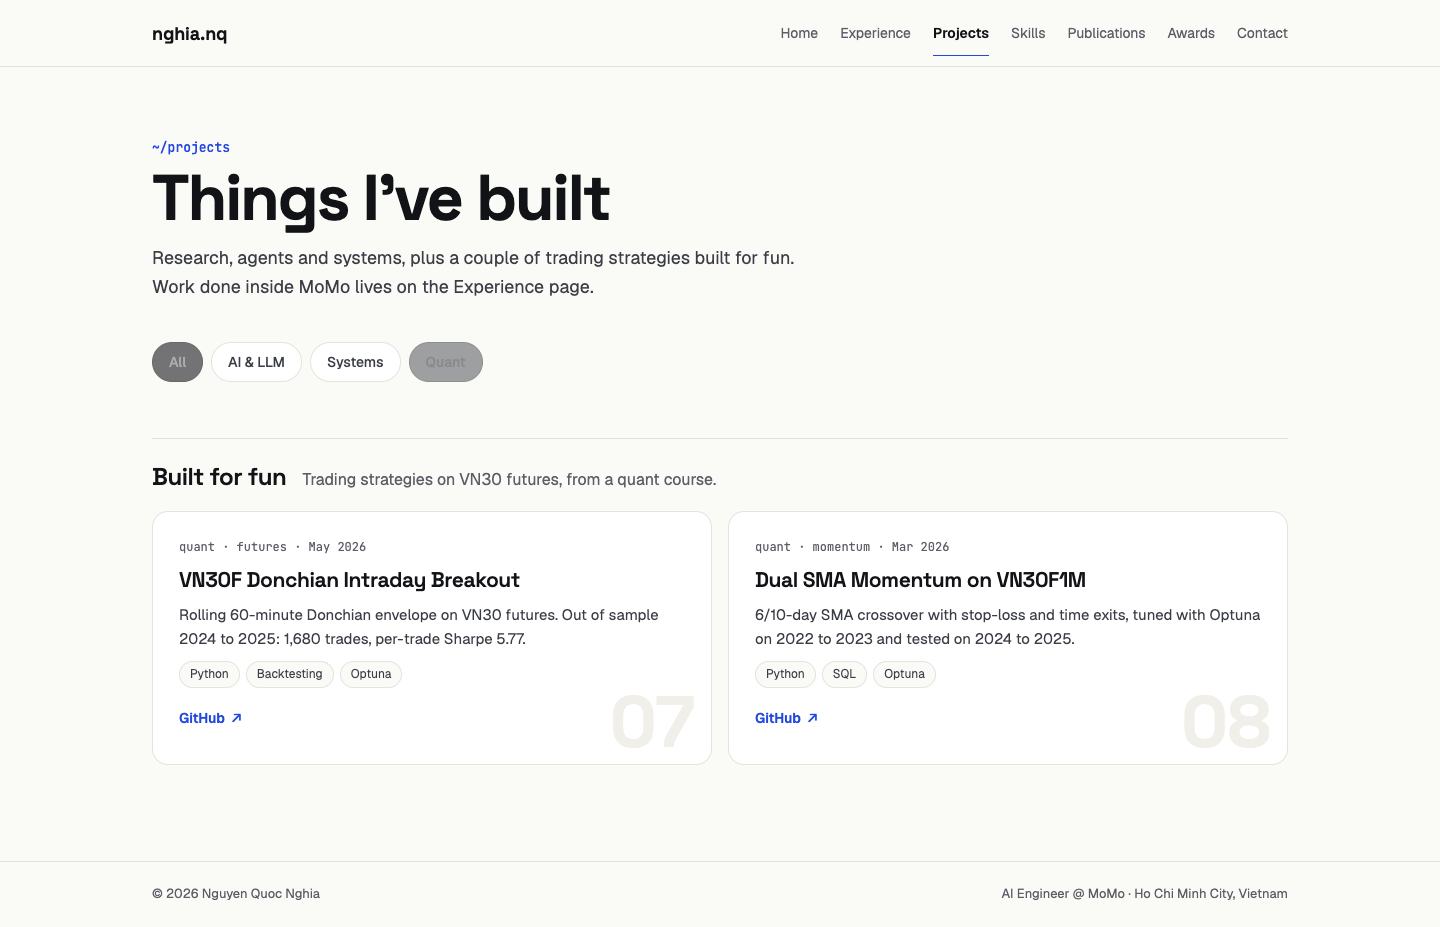 nghia.nq
Home Experience Projects Skills Publications Awards Contact
~/projects
Things I’ve built
Research, agents and systems, plus a couple of trading strategies built for fun.
Work done inside MoMo lives on the Experience page.
All AI & LLM Systems Quant
Built for fun Trading strategies on VN30 futures, from a quant course.
quant · futures · May 2026
VN30F Donchian Intraday Breakout
Rolling 60-minute Donchian envelope on VN30 futures. Out of sample
2024 to 2025: 1,680 trades, per-trade Sharpe 5.77.
Python Backtesting Optuna
GitHub ↗
07
quant · momentum · Mar 2026
Dual SMA Momentum on VN30F1M
6/10-day SMA crossover with stop-loss and time exits, tuned with Optuna
on 2022 to 2023 and tested on 2024 to 2025.
Python SQL Optuna
GitHub ↗
08
© 2026 Nguyen Quoc Nghia
AI Engineer @ MoMo · Ho Chi Minh City, Vietnam